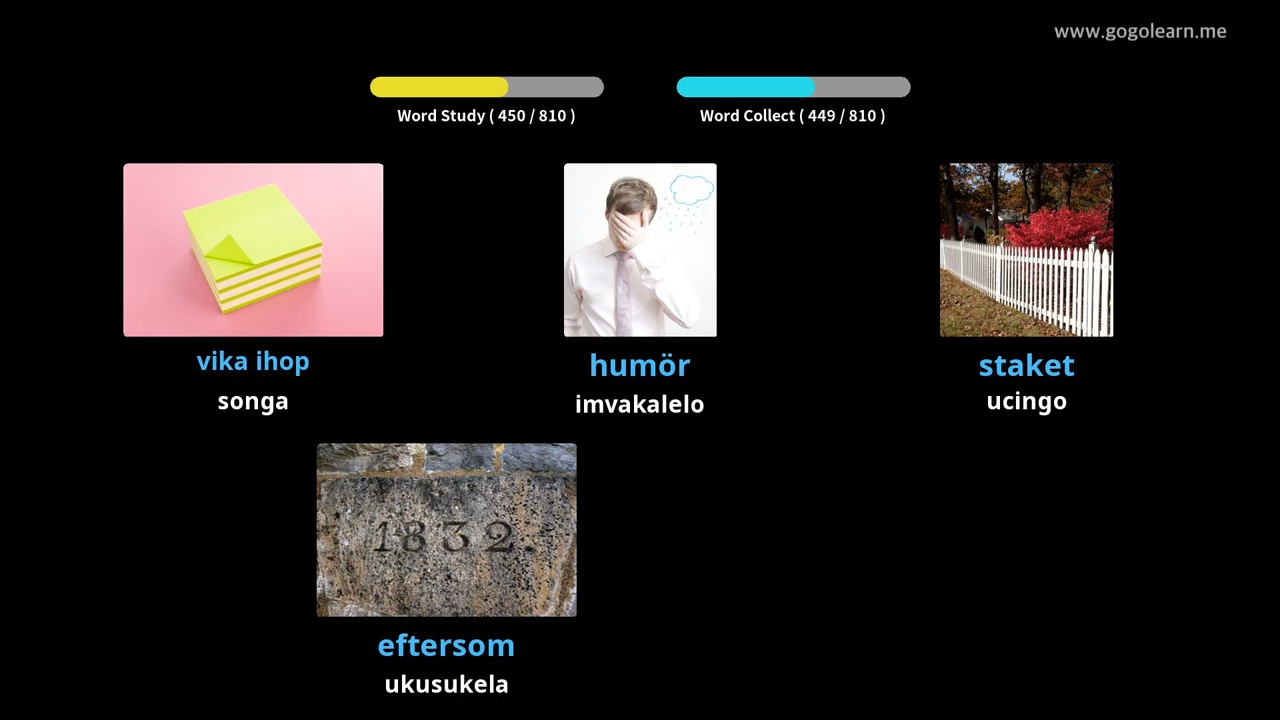 www.gogolearn.me
Word Study ( 450 / 810 )
Word Collect ( 449 / 810 )
vika ihop
songa
humör
imvakalelo
staket
ucingo
1832
eftersom
ukusukela